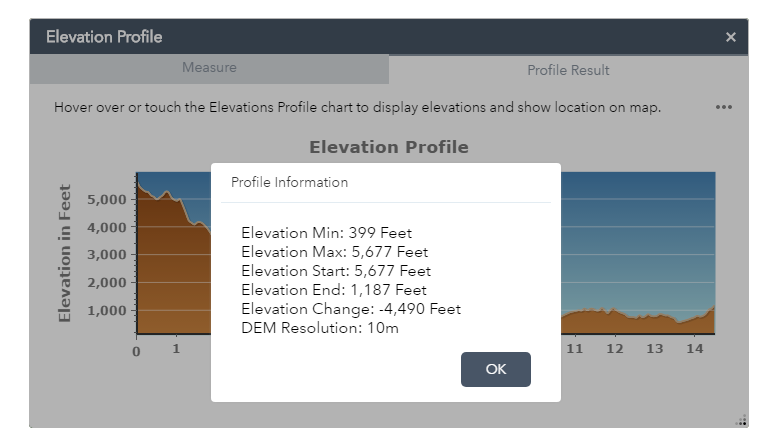 Elevation Profile
×
Measure
Profile Result
Hover over or touch the Elevations Profile chart to display elevations and show location on map.
•••
Elevation Profile
Elevation in Feet
5,000
4,000
3,000
2,000
1,000
0 1 11 12 13 14
Profile Information
Elevation Min: 399 Feet
Elevation Max: 5,677 Feet
Elevation Start: 5,677 Feet
Elevation End: 1,187 Feet
Elevation Change: -4,490 Feet
DEM Resolution: 10m
OK